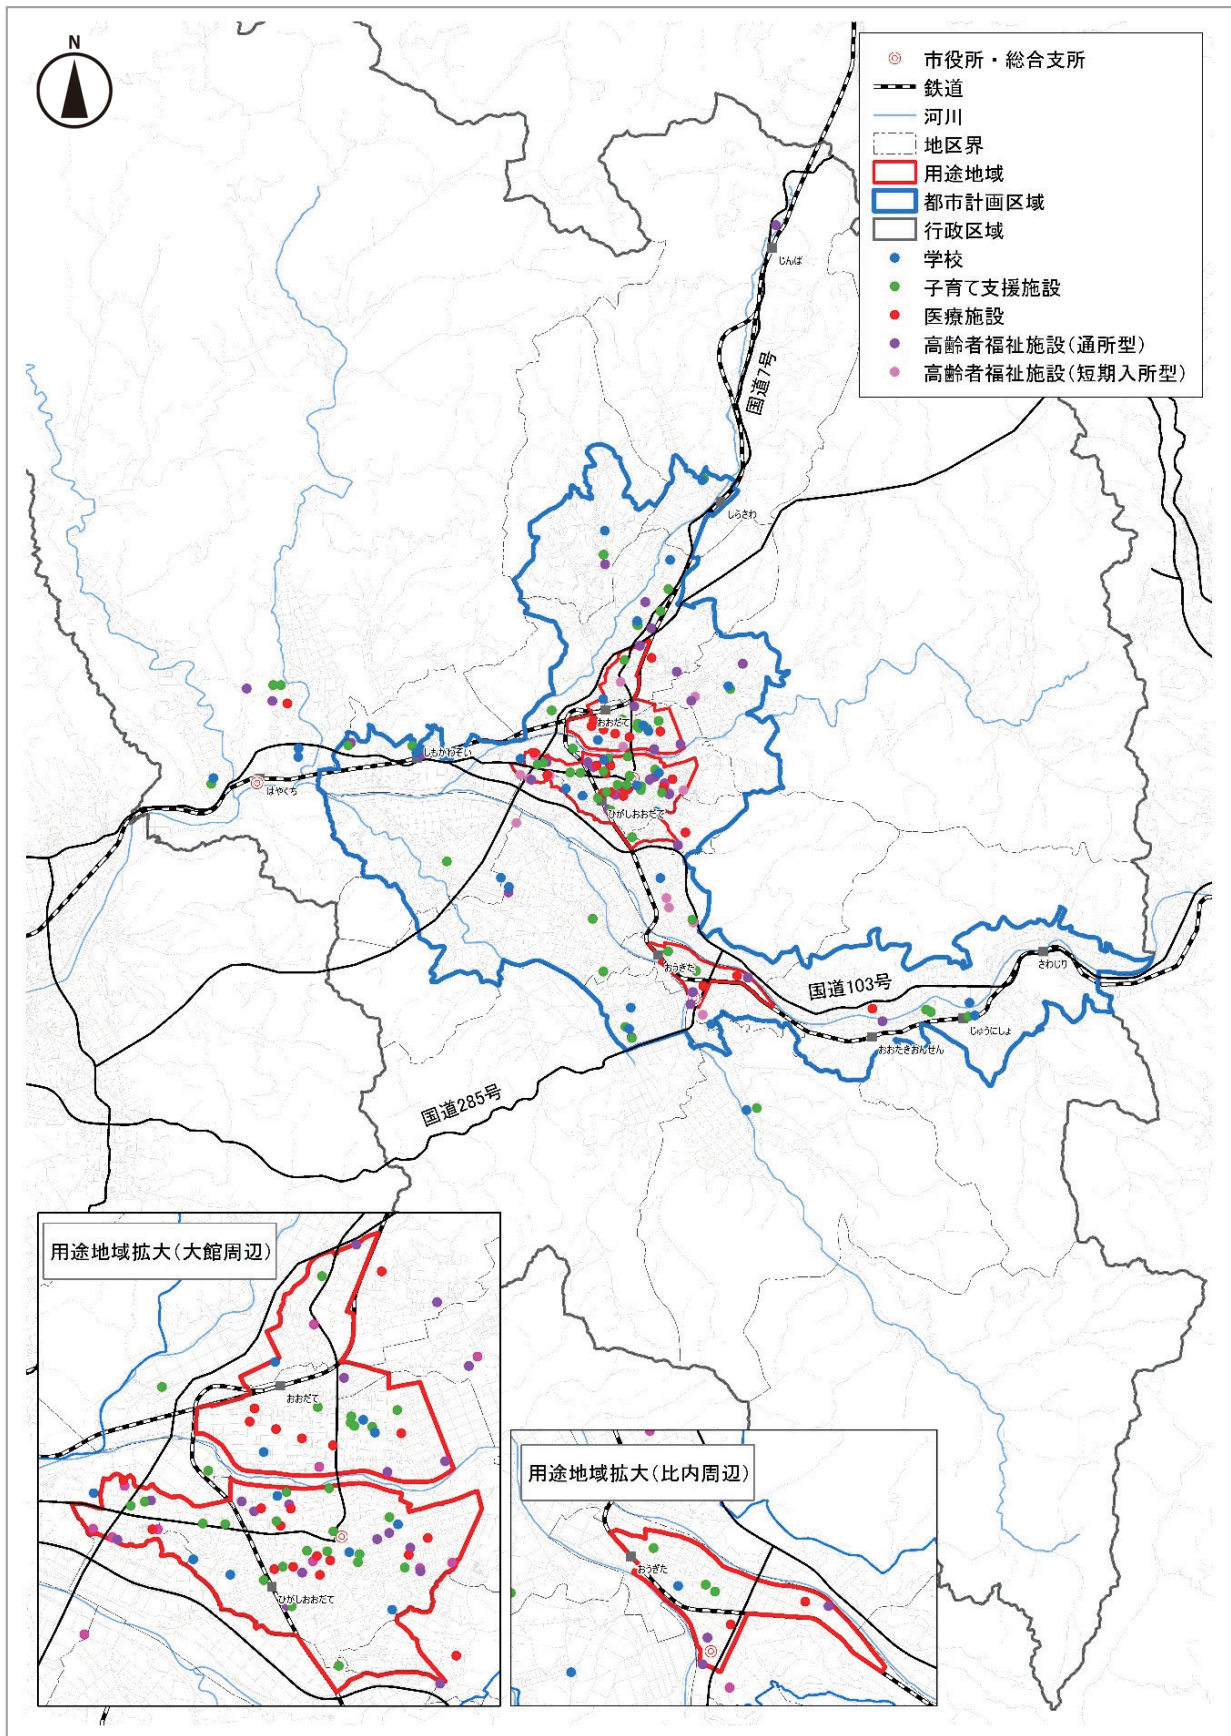 N
市役所・総合支所
鉄道
河川
地区界
用途地域
都市計画区域
行政区域
学校
子育て支援施設
医療施設
高齢者福祉施設(通所型)
高齢者福祉施設(短期入所型)
じんば
国道7号
しらさわ
おおだて
しもかわぞい
はやくち
ひがしおおだて
おうぎた
さわじり
国道103号
じゅうにしょ
おおたきおんせん
国道285号
用途地域拡大(大館周辺)
おおだて
ひがしおおだて
用途地域拡大(比内周辺)
おうぎた